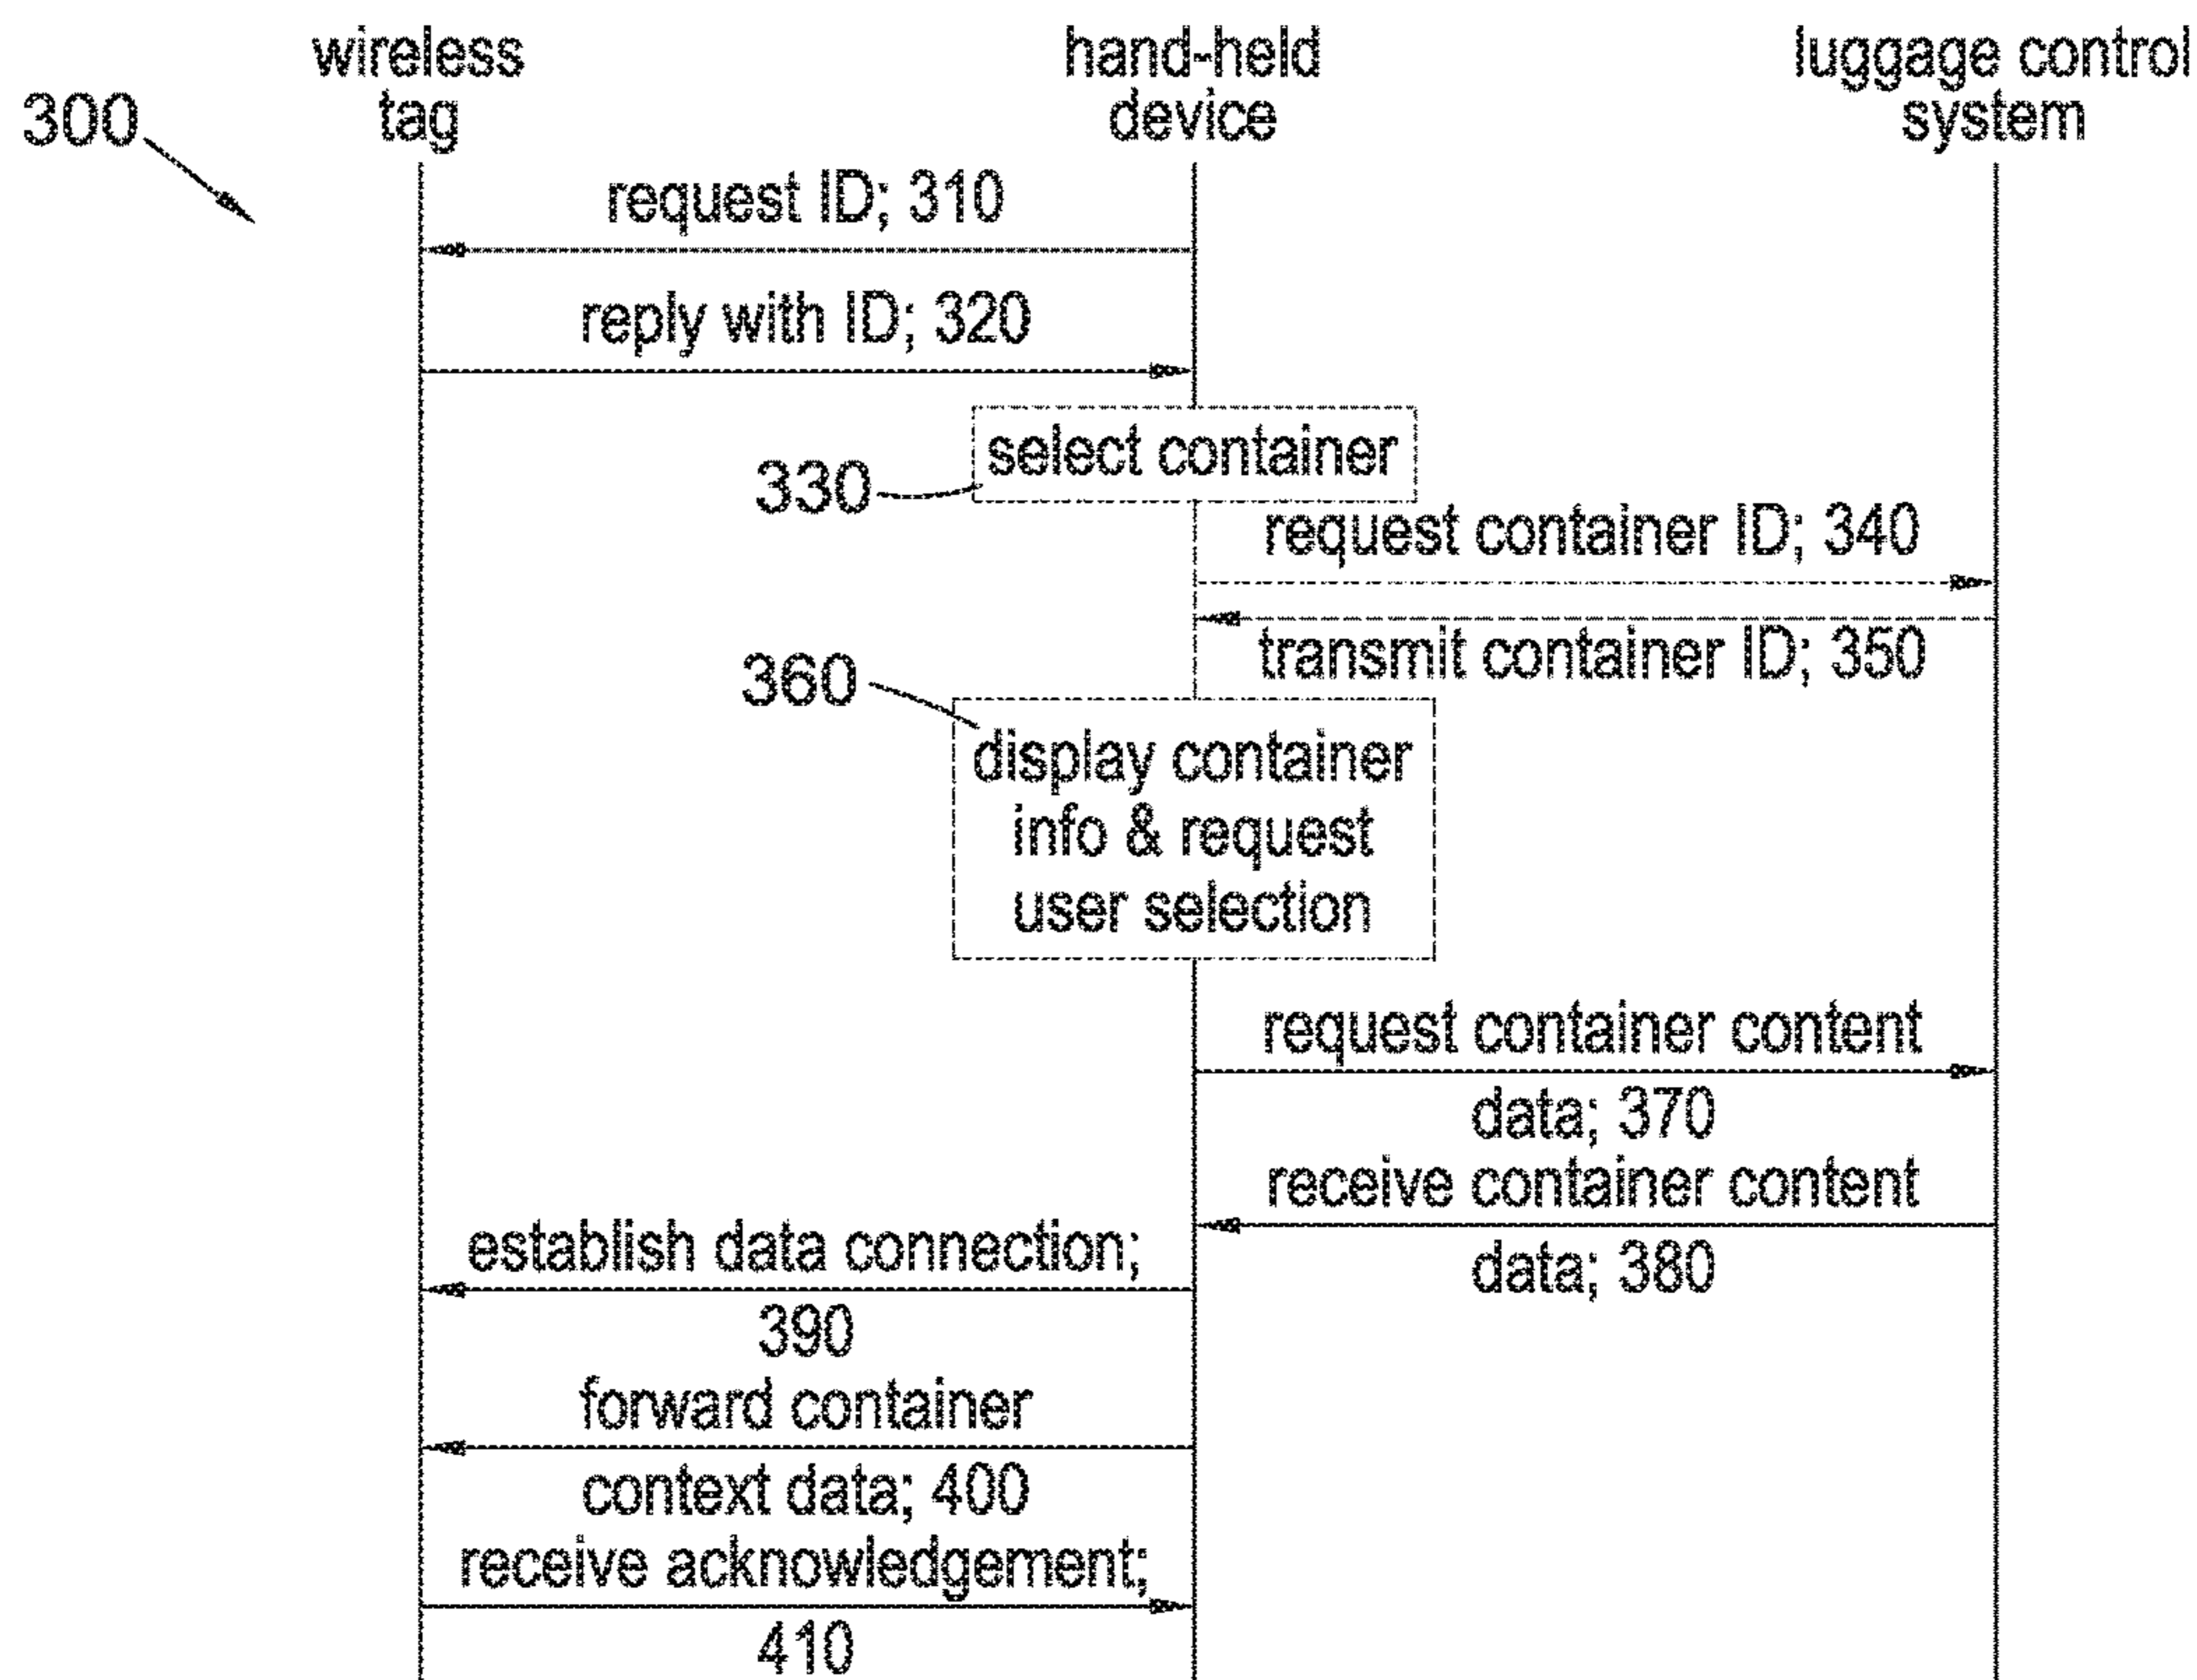 wireless
tag
hand-held
device
luggage control
system
300
request ID; 310
reply with ID; 320
select container
330
request container ID; 340
transmit container ID; 350
360
display container
info & request
user selection
request container content
data; 370
receive container content
data; 380
establish data connection;
390
forward container
context data; 400
receive acknowledgement;
410